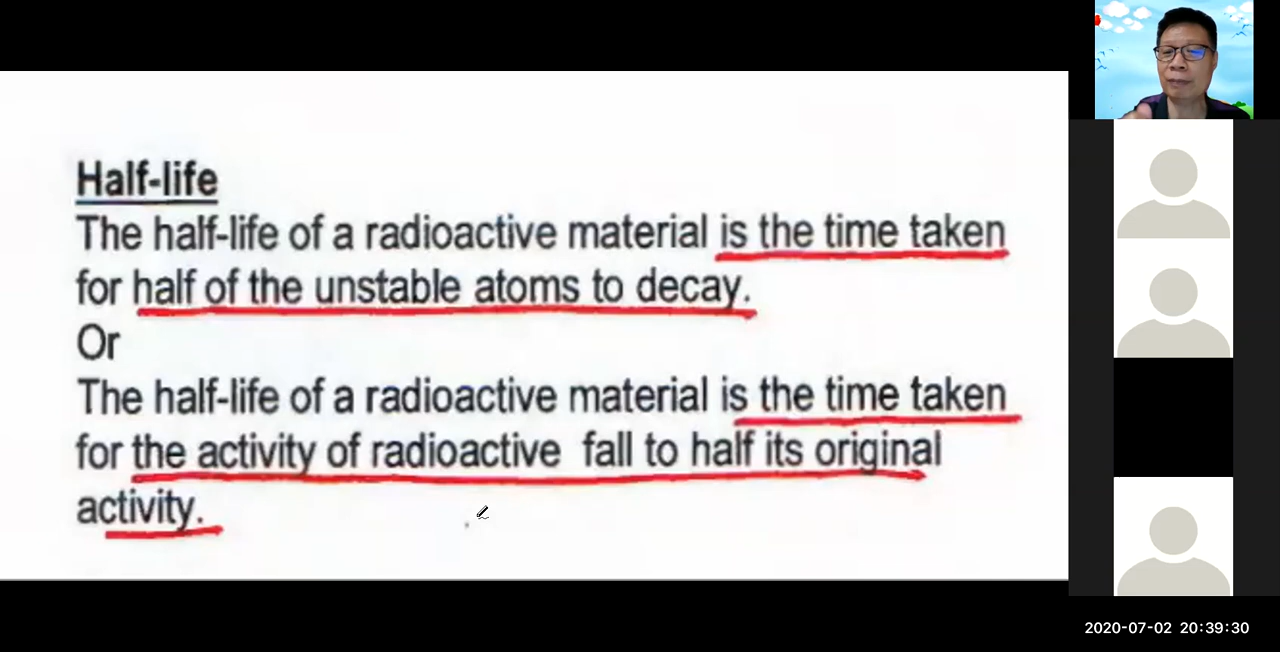 Half-life
The half-life of a radioactive material is the time taken
for half of the unstable atoms to decay.
Or
The half-life of a radioactive material is the time taken
for the activity of radioactive  fall to half its original
activity.
2020-07-02 20:39:30